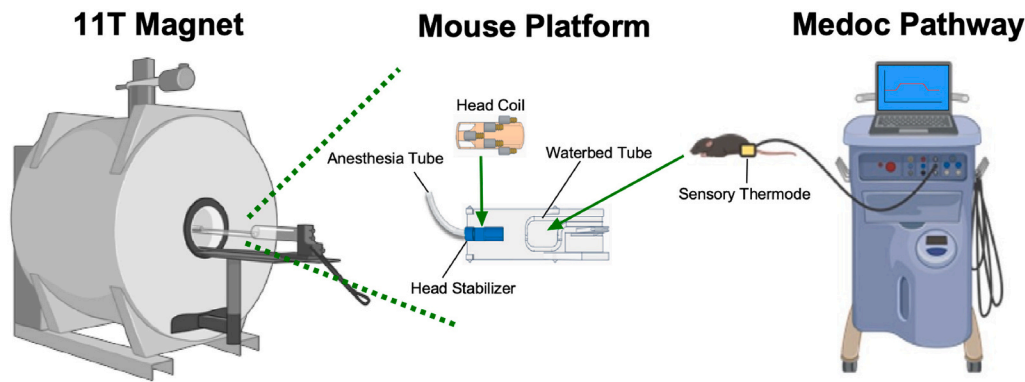 11T Magnet
Mouse Platform
Medoc Pathway
Head Coil
Anesthesia Tube
Waterbed Tube
Sensory Thermode
Head Stabilizer